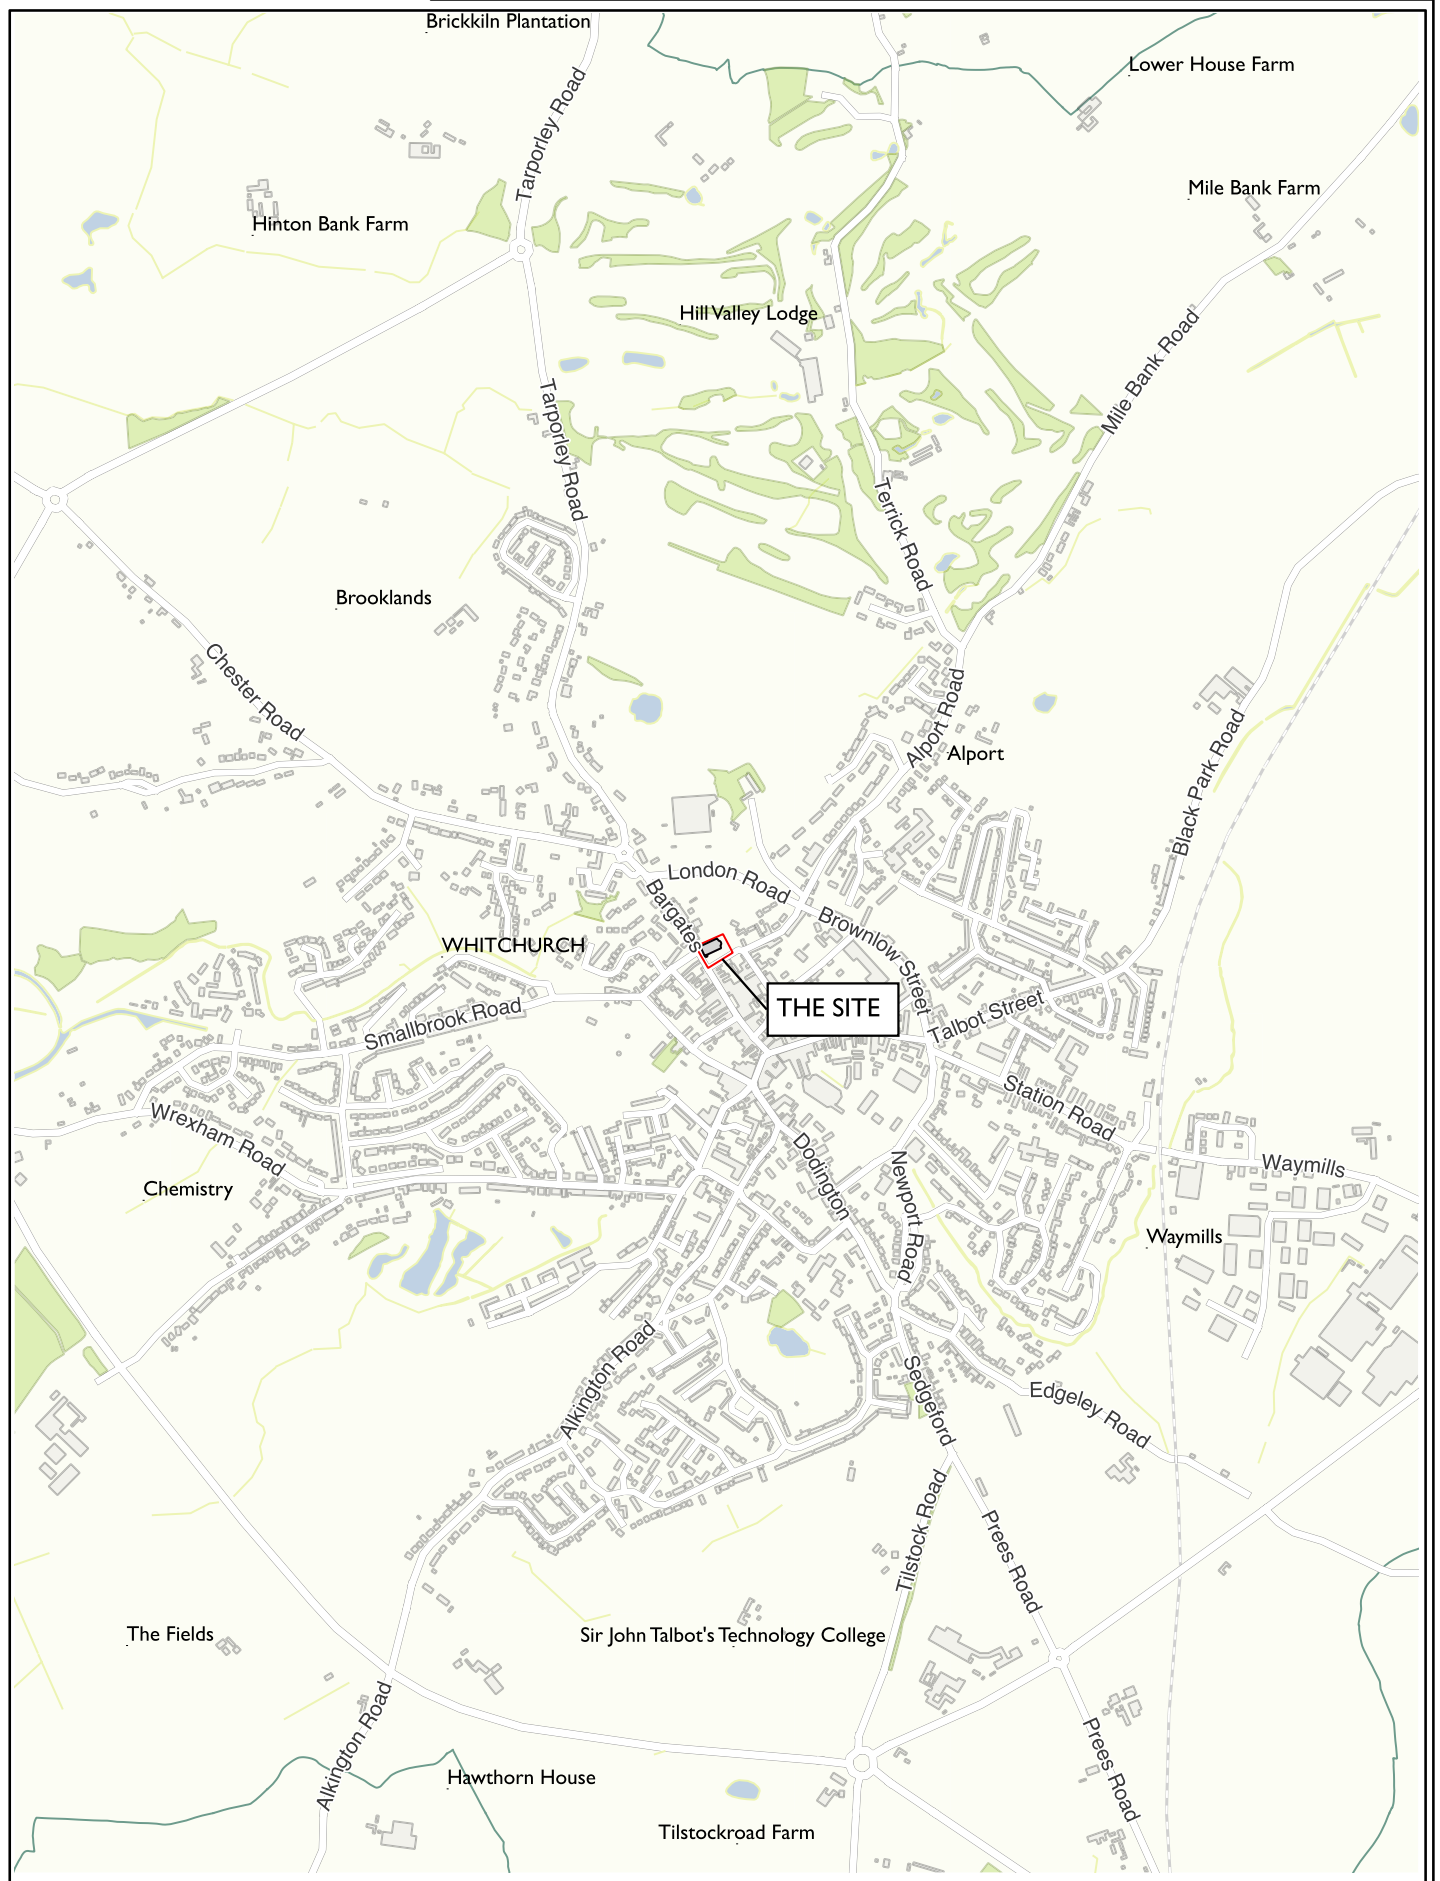 Brickkiln Plantation
Lower House Farm
Tarporley Road
Mile Bank Farm
Hinton Bank Farm
Hill Valley Lodge
Mile Bank Road
Tarporley Road
Terrick Road
Brooklands
Chester Road
Alport Road
Alport
Black Park Road
London Road
Bargates
Brownlow Street
WHITCHURCH
THE SITE
Smallbrook Road
Talbot Street
Station Road
Wrexham Road
Dodington
Newport Road
Waymills
Chemistry
Waymills
Alkington Road
Sedgeford
Edgeley Road
Tilstock Road
Prees Road
The Fields
Sir John Talbot's Technology College
Alkington Road
Prees Road
Hawthorn House
Tilstockroad Farm